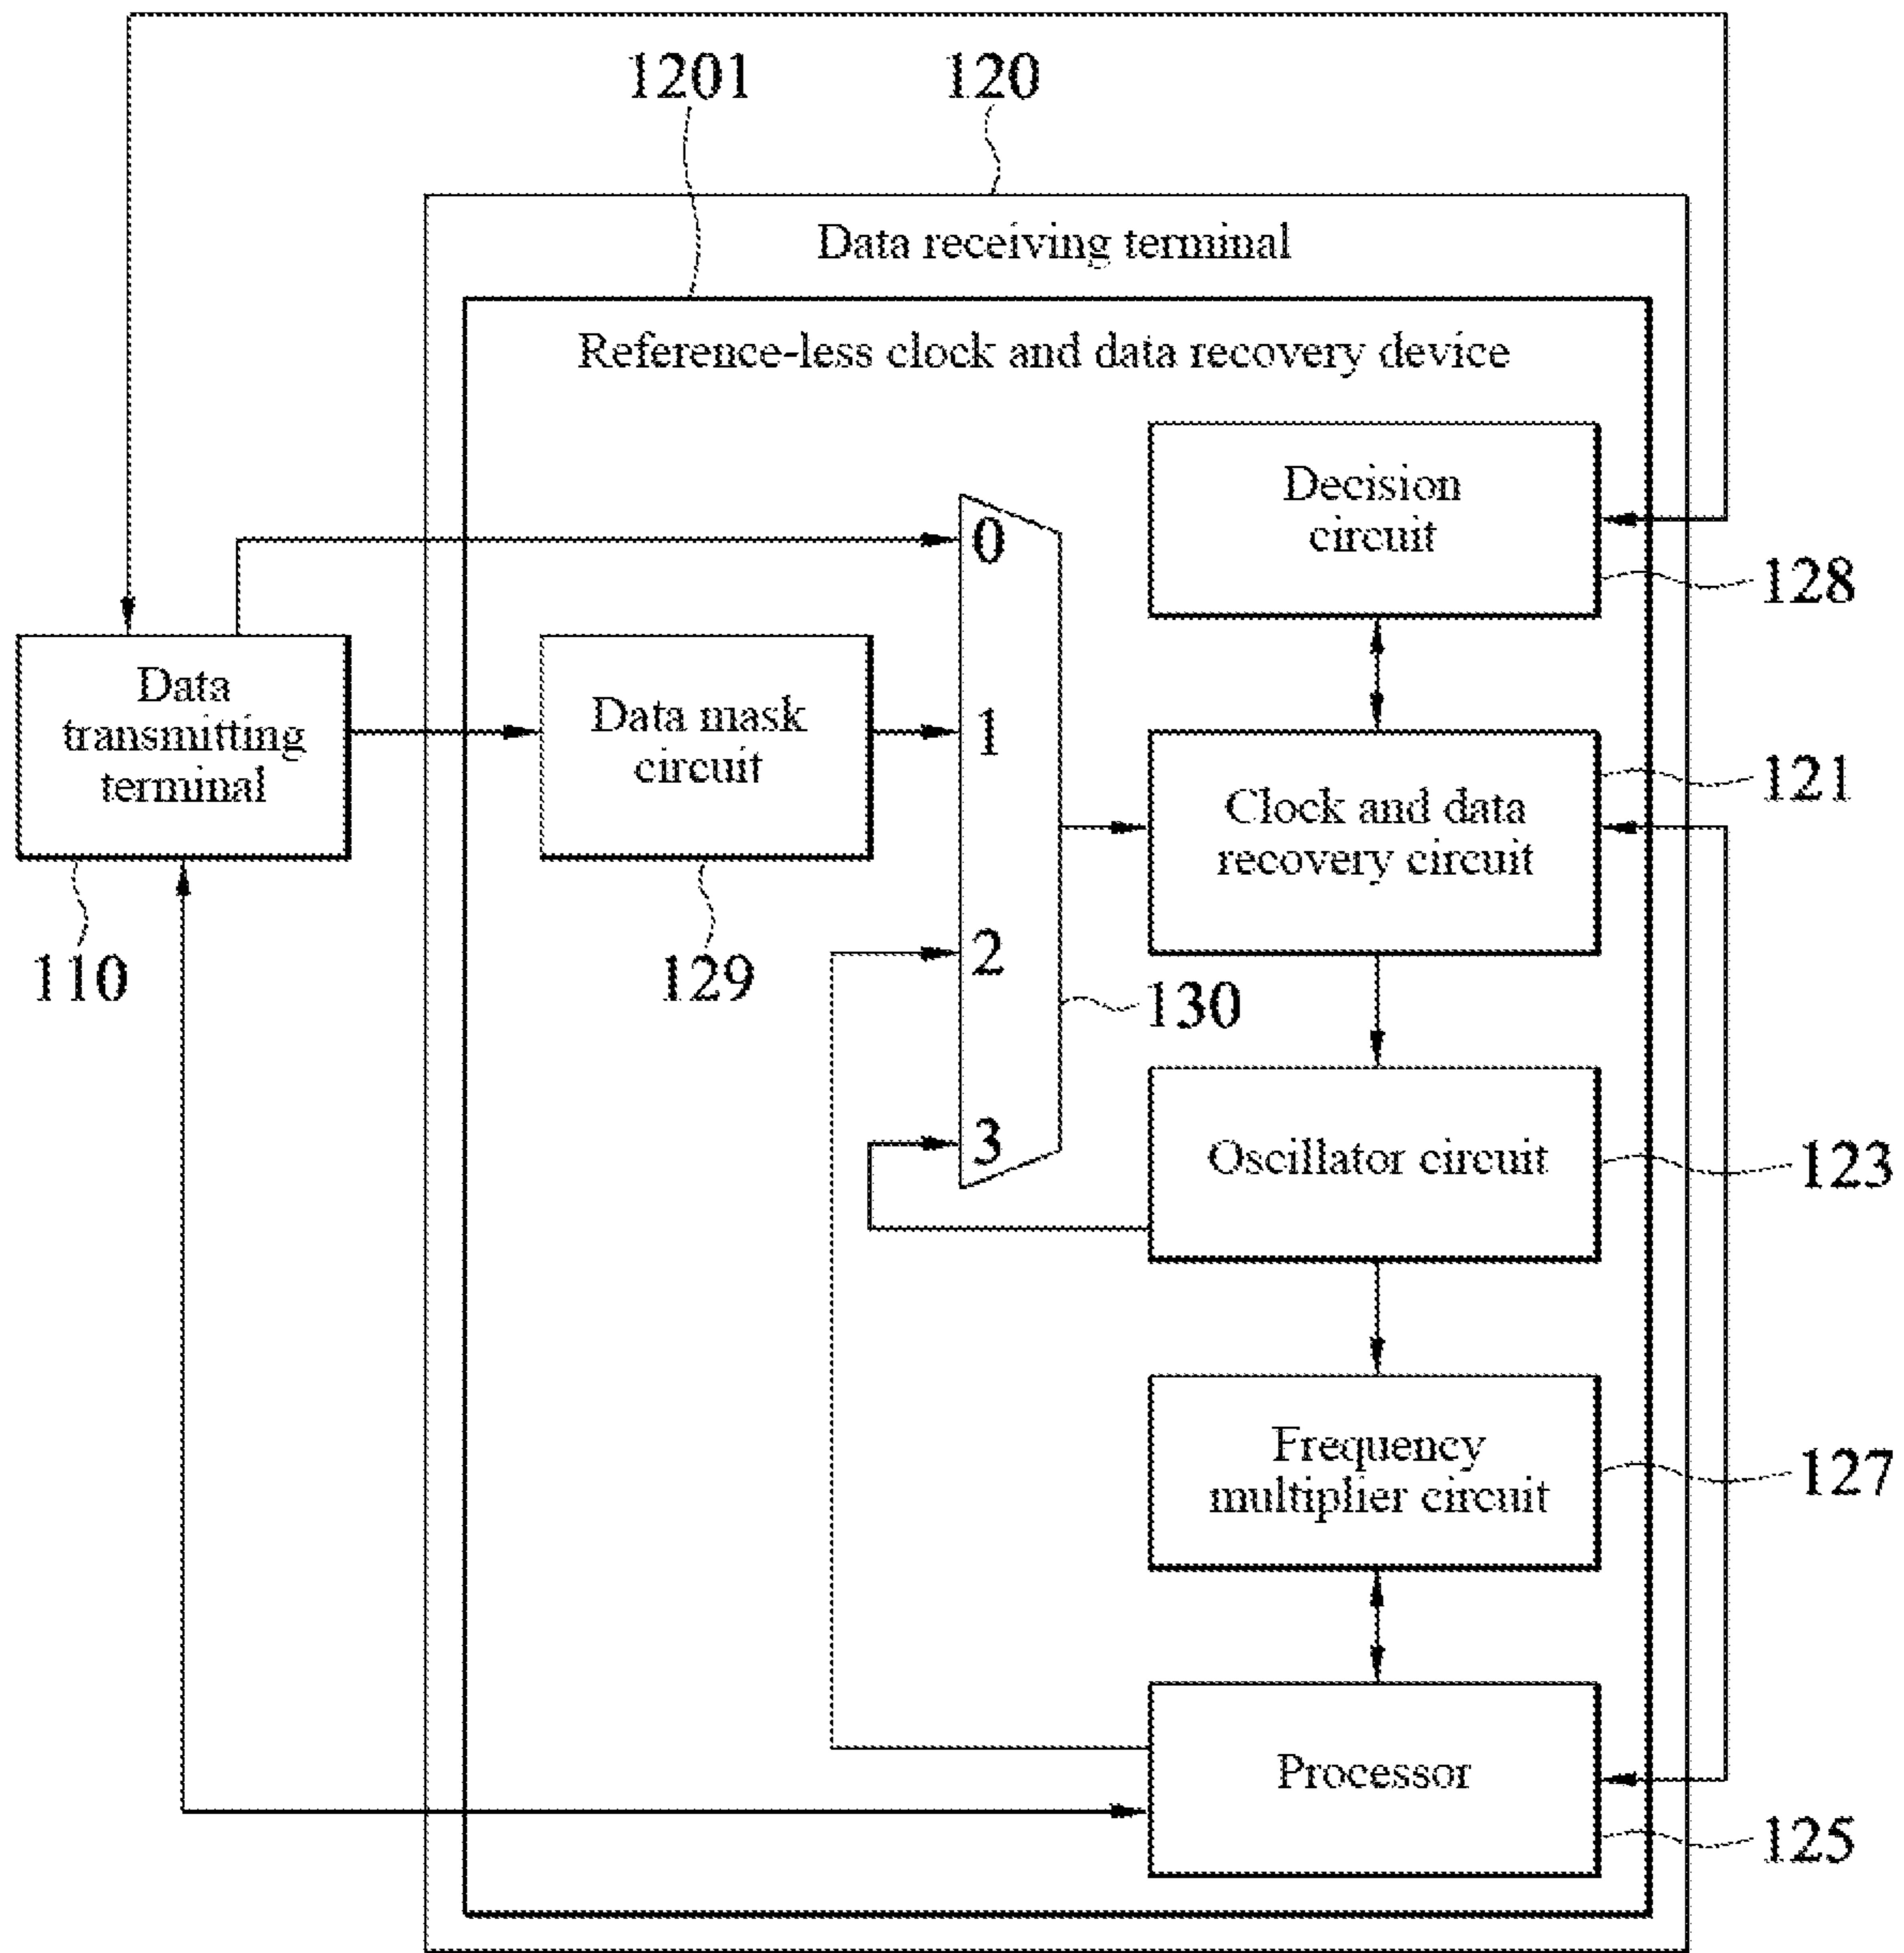 1201
120
Data receiving terminal
Reference-less clock and data recovery device
Decision
circuit
128
0
Data
transmitting
terminal
110
Data mask
circuit
129
1
2
3
130
Clock and data
recovery circuit
121
Oscillator circuit
123
Frequency
multiplier circuit
127
Processor
125